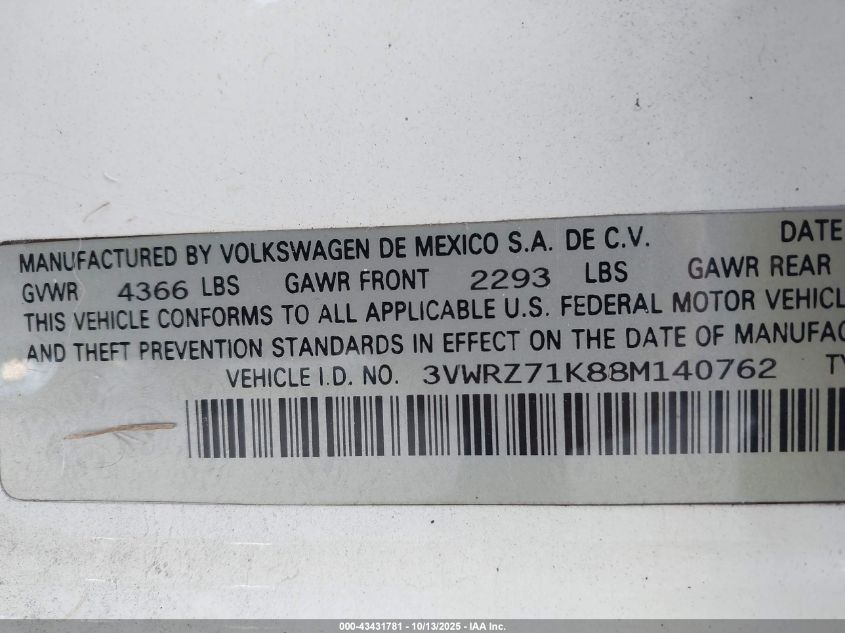 MANUFACTURED BY VOLKSWAGEN DE MEXICO S.A. DE C.V. DATE
GVWR 4366 LBS GAWR FRONT 2293 LBS GAWR REAR
THIS VEHICLE CONFORMS TO ALL APPLICABLE U.S. FEDERAL MOTOR VEHICL
AND THEFT PREVENTION STANDARDS IN EFFECT ON THE DATE OF MANUFAC
VEHICLE I.D. NO. 3VWRZ71K88M140762 TY
000-43431781 - 10/13/2025 - IAA Inc.